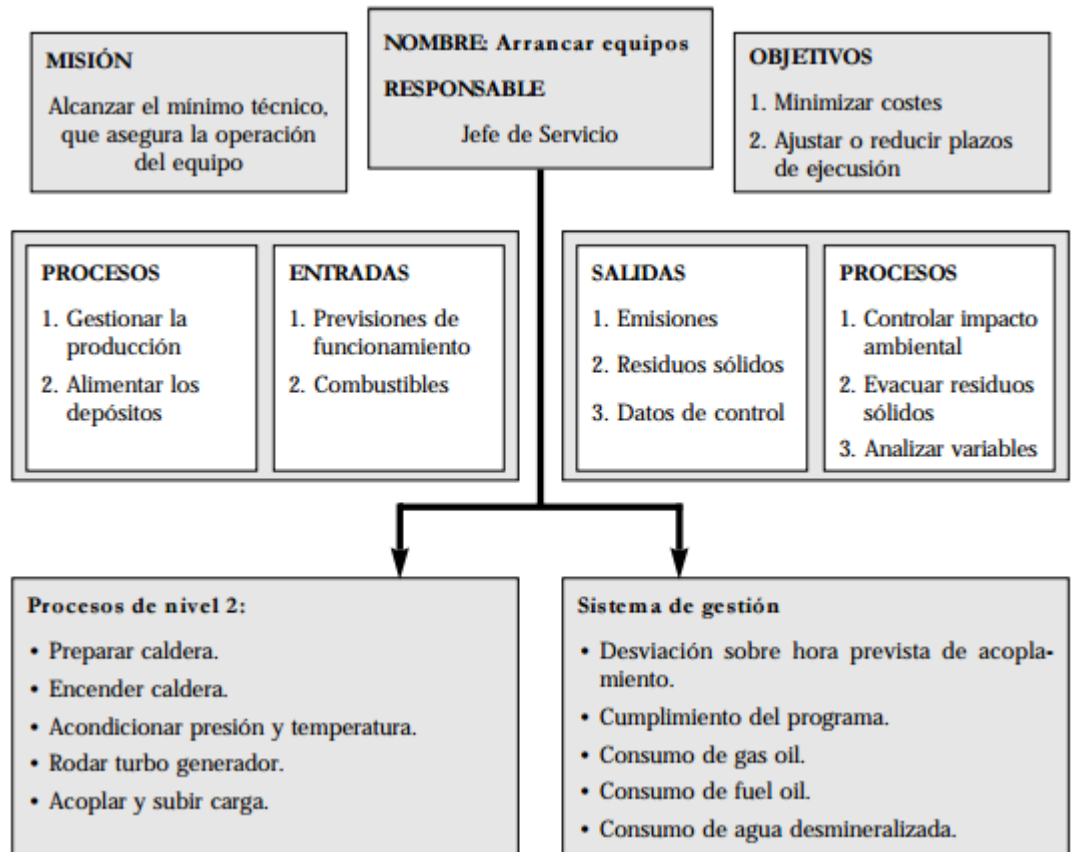 MISIÓN
Alcanzar el mínimo técnico,
que asegura la operación
del equipo
NOMBRE: Arrancar equipos
RESPONSABLE
Jefe de Servicio
OBJETIVOS
1. Minimizar costes
2. Ajustar o reducir plazos
de ejecusión
PROCESOS
1. Gestionar la
producción
2. Alimentar los
depósitos
ENTRADAS
1. Previsiones de
funcionamiento
2. Combustibles
SALIDAS
1. Emisiones
2. Residuos sólidos
3. Datos de control
PROCESOS
1. Controlar impacto
ambiental
2. Evacuar residuos
sólidos
3. Analizar variables
Procesos de nivel 2:
• Preparar caldera.
• Encender caldera.
• Acondicionar presión y temperatura.
• Rodar turbo generador.
• Acoplar y subir carga.
Sistema de gestión
• Desviación sobre hora prevista de acopla-
miento.
• Cumplimiento del programa.
• Consumo de gas oil.
• Consumo de fuel oil.
• Consumo de agua desmineralizada.